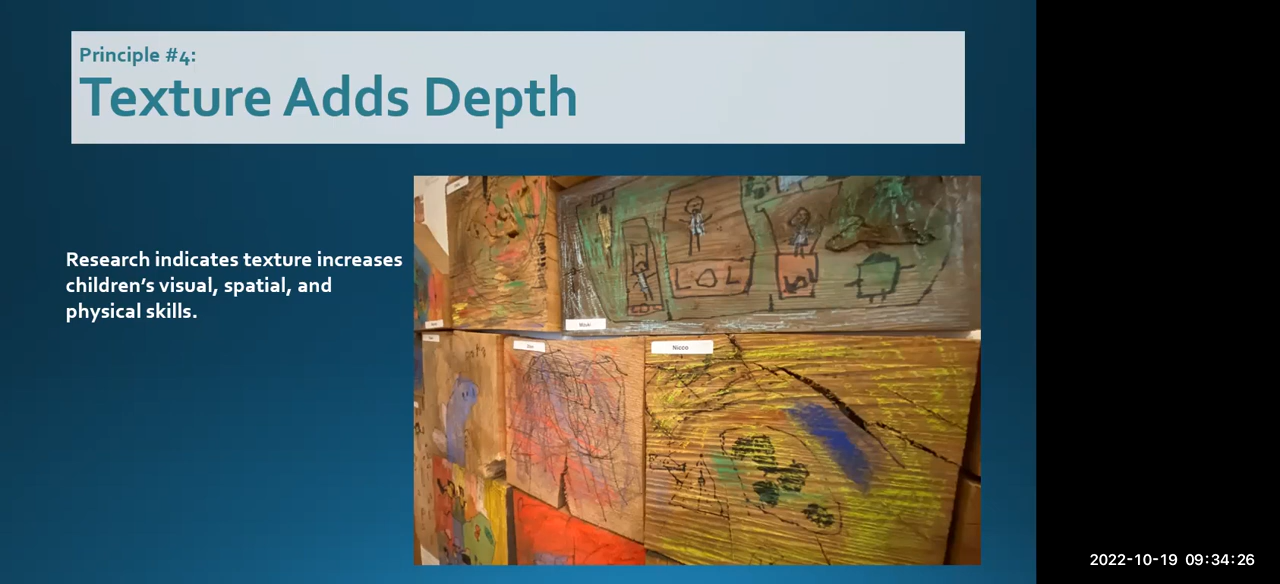 Principle #4:
Texture Adds Depth
Research indicates texture increases
children’s visual, spatial, and
physical skills.
LOL
LOL
Nicco
2022-10-19 09:34:26